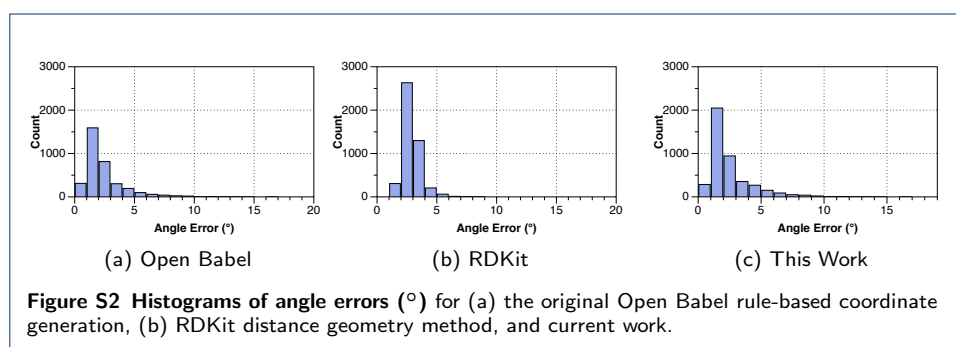 3000
2000
1000
0
Count
0 5 10 15 20
Angle Error (°)
(a) Open Babel
3000
2000
1000
0
Count
0 5 10 15 20
Angle Error (°)
(b) RDKit
3000
2000
1000
0
Count
0 5 10 15
Angle Error (°)
(c) This Work
Figure S2 Histograms of angle errors (°) for (a) the original Open Babel rule-based coordinate
generation, (b) RDKit distance geometry method, and current work.